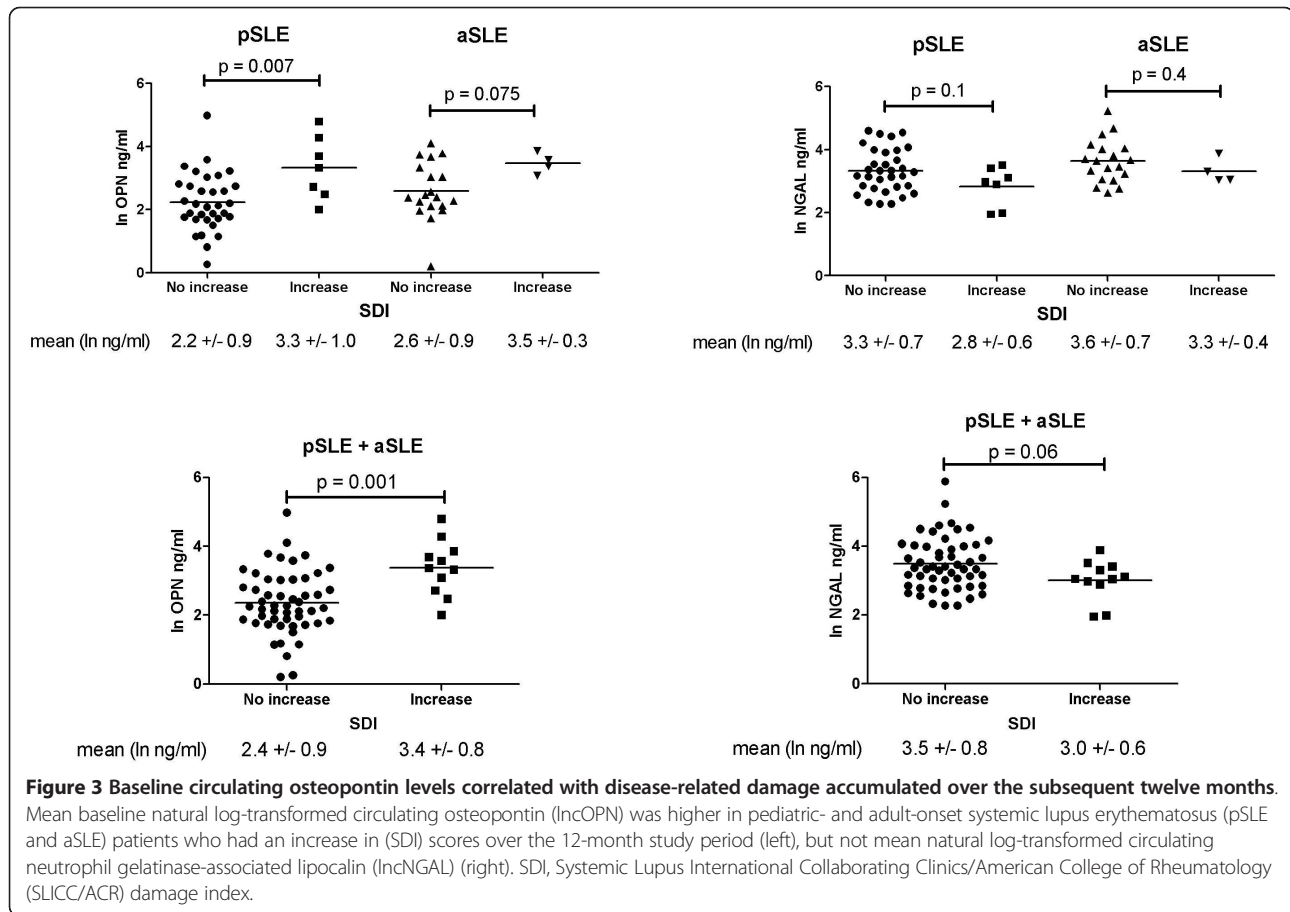 pSLE
aSLE
p = 0.007
p = 0.075
6
4
2
0
ln OPN ng/ml
No increase
Increase
No increase
Increase
SDI
mean (ln ng/ml) 2.2 +/- 0.9 3.3 +/- 1.0 2.6 +/- 0.9 3.5 +/- 0.3
pSLE
aSLE
p = 0.1
p = 0.4
6
4
2
0
ln NGAL ng/ml
No increase
Increase
No increase
Increase
SDI
mean (ln ng/ml) 3.3 +/- 0.7 2.8 +/- 0.6 3.6 +/- 0.7 3.3 +/- 0.4
pSLE + aSLE
p = 0.001
6
4
2
0
ln OPN ng/ml
No increase
Increase
SDI
mean (ln ng/ml) 2.4 +/- 0.9 3.4 +/- 0.8
pSLE + aSLE
p = 0.06
6
4
2
0
ln NGAL ng/ml
No increase
Increase
SDI
mean (ln ng/ml) 3.5 +/- 0.8 3.0 +/- 0.6
Figure 3 Baseline circulating osteopontin levels correlated with disease-related damage accumulated over the subsequent twelve months.
Mean baseline natural log-transformed circulating osteopontin (lncOPN) was higher in pediatric- and adult-onset systemic lupus erythematosus (pSLE
and aSLE) patients who had an increase in (SDI) scores over the 12-month study period (left), but not mean natural log-transformed circulating
neutrophil gelatinase-associated lipocalin (lncNGAL) (right). SDI, Systemic Lupus International Collaborating Clinics/American College of Rheumatology
(SLICC/ACR) damage index.